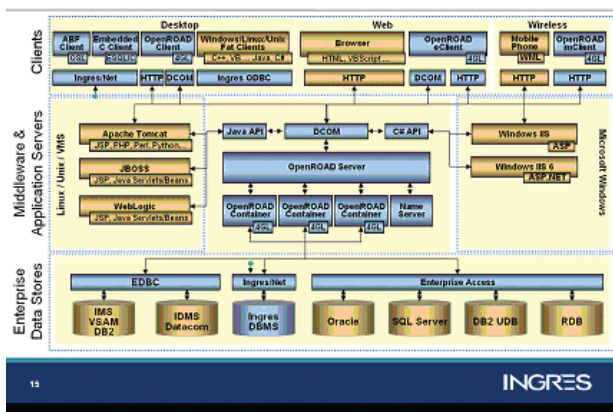 Desktop
Web
Wireless
Clients
ABF
Client
OSL
Embedded
C Client
ESQLC
OpenROAD
Client
4GL
Windows/Linux/Unix
Fat Clients
C++, VB ... Java, C#
Browser
HTML, VBScript ...
OpenROAD
eClient
4GL
Mobile
Phone
WML
OpenROAD
mClient
4GL
Ingres/Net
HTTP
DCOM
Ingres ODBC
HTTP
DCOM
HTTP
HTTP
HTTP
Middleware &
Application Servers
Linux / Unix / VMS
Apache Tomcat
JSP, PHP, Perl, Python...
JBOSS
JSP, Java Servlets/Beans
WebLogic
JSP, Java Servlets/Beans
Java API
DCOM
C# API
OpenROAD Server
OpenROAD
Container
4GL
OpenROAD
Container
4GL
OpenROAD
Container
4GL
Name
Server
Windows IIS
ASP
Windows IIS 6
ASP.NET
Microsoft Windows
Enterprise
Data Stores
EDBC
Ingres/Net
Enterprise Access
IMS
VSAM
DB2
IDMS
Datacom
Ingres
DBMS
Oracle
SQL Server
DB2 UDB
RDB
15
INGRES